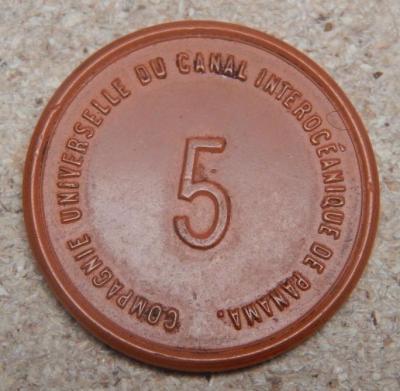 COMPAGNIE UNIVERSELLE DU CANAL INTEROCÉANIQUE DE PANAMA.
5